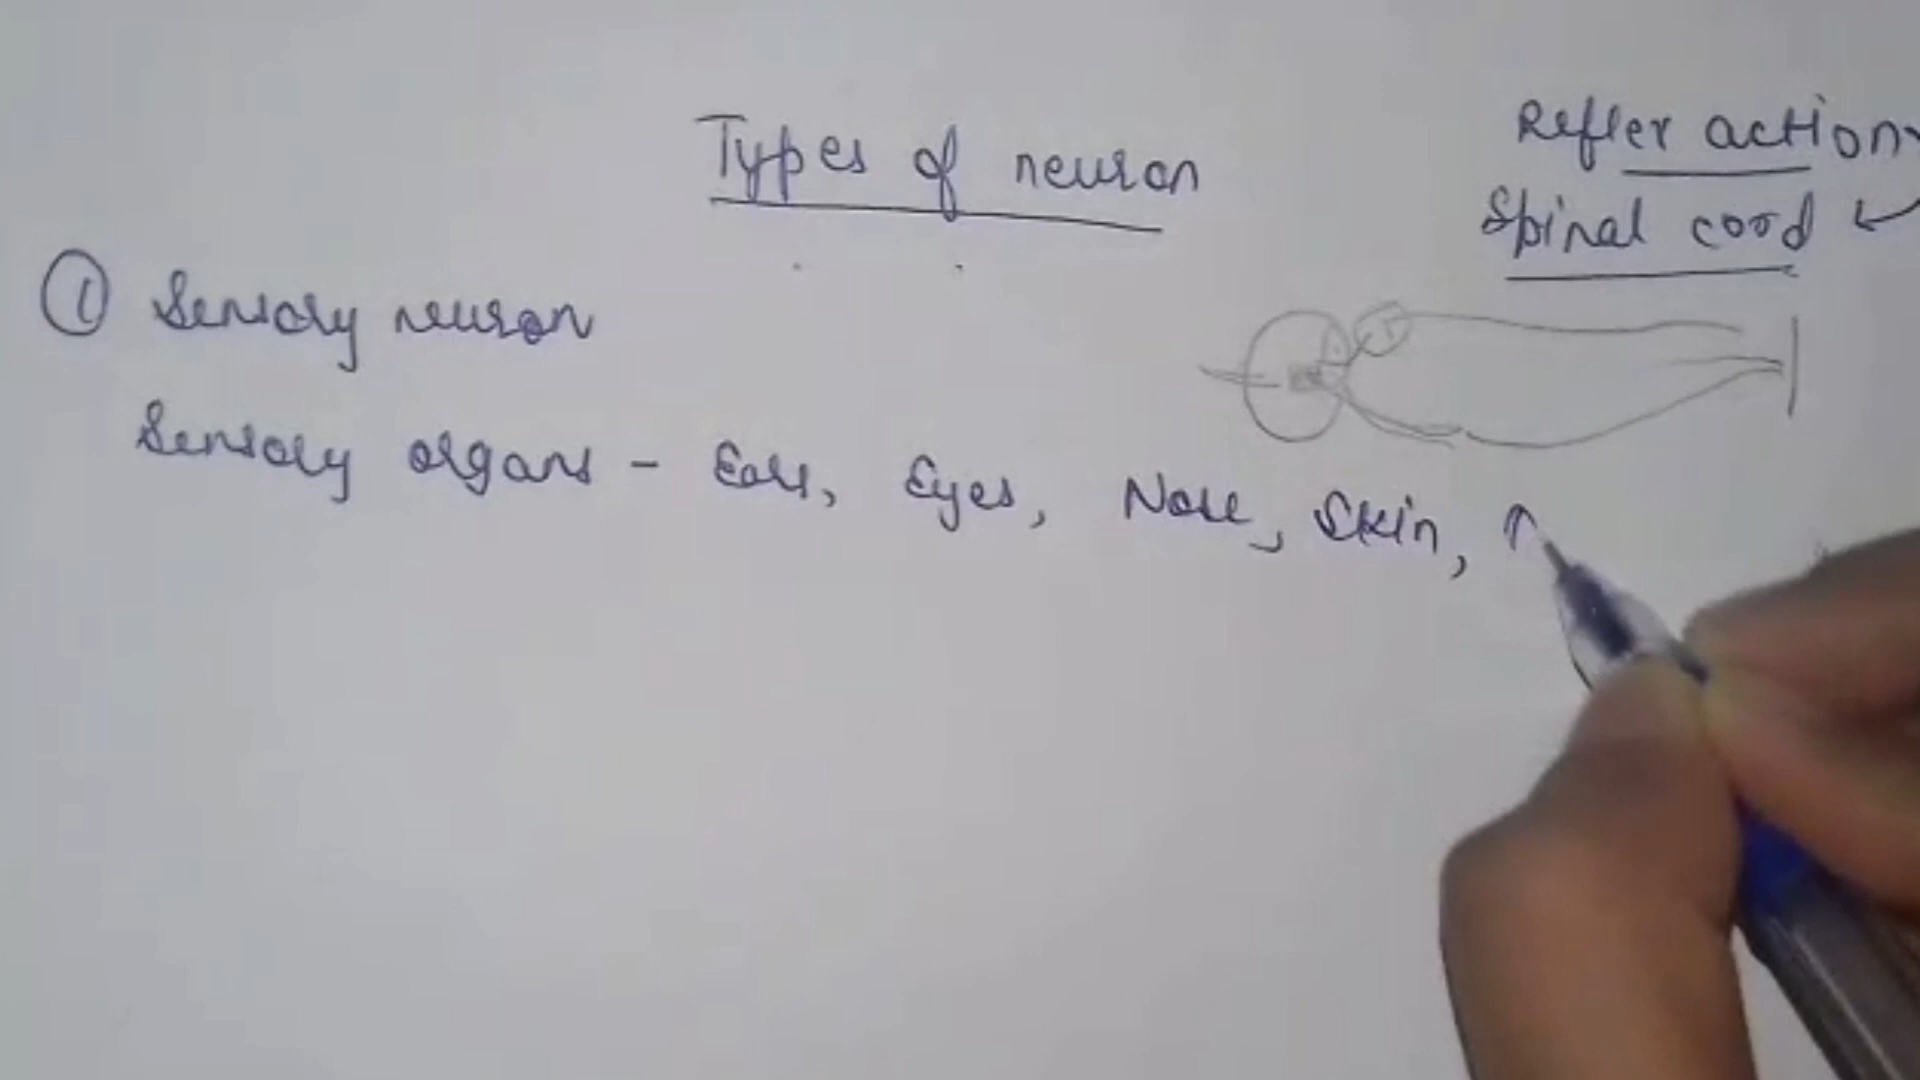 Types of neuron
Reflex action
Spinal cord
① Sensory neuron
Sensory organs - Ears, Eyes, Nose, Skin,